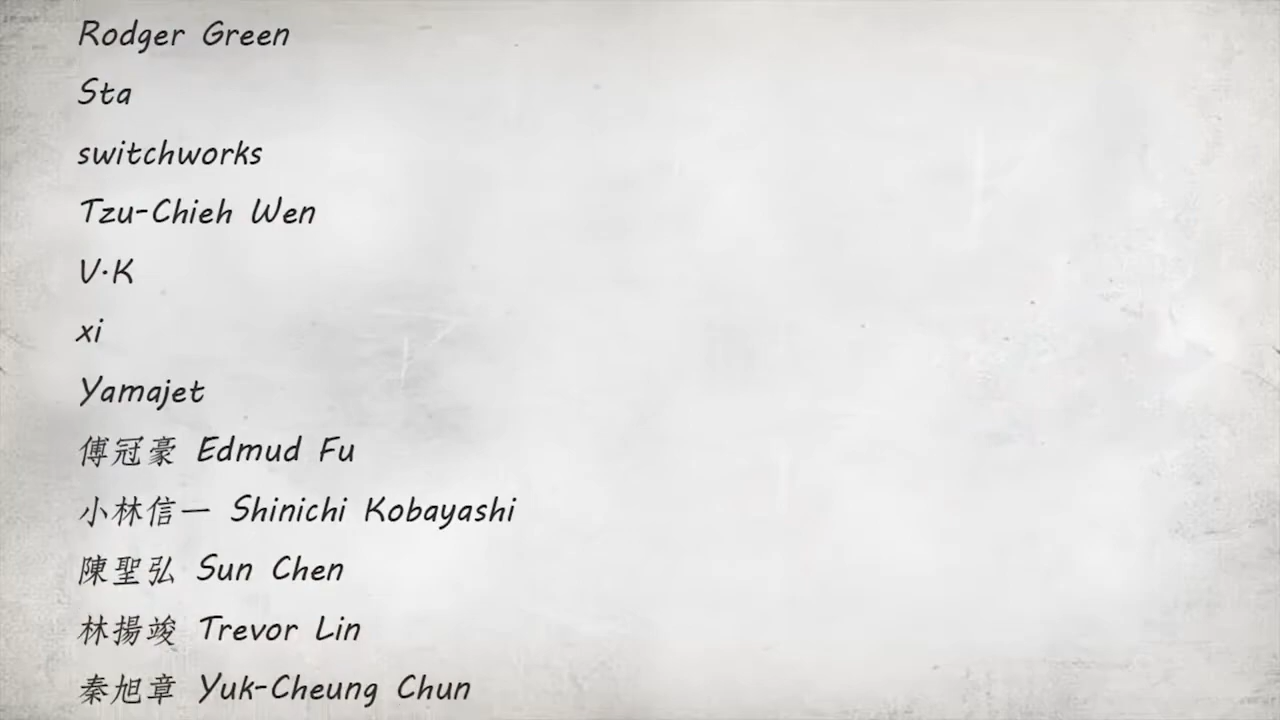 Rodger Green
Sta
switchworks
Tzu-Chieh Wen
V·K
xi
Yamajet
傅冠豪 Edmud Fu
小林信一 Shinichi Kobayashi
陳聖弘 Sun Chen
林揚竣 Trevor Lin
秦旭章 Yuk-Cheung Chun